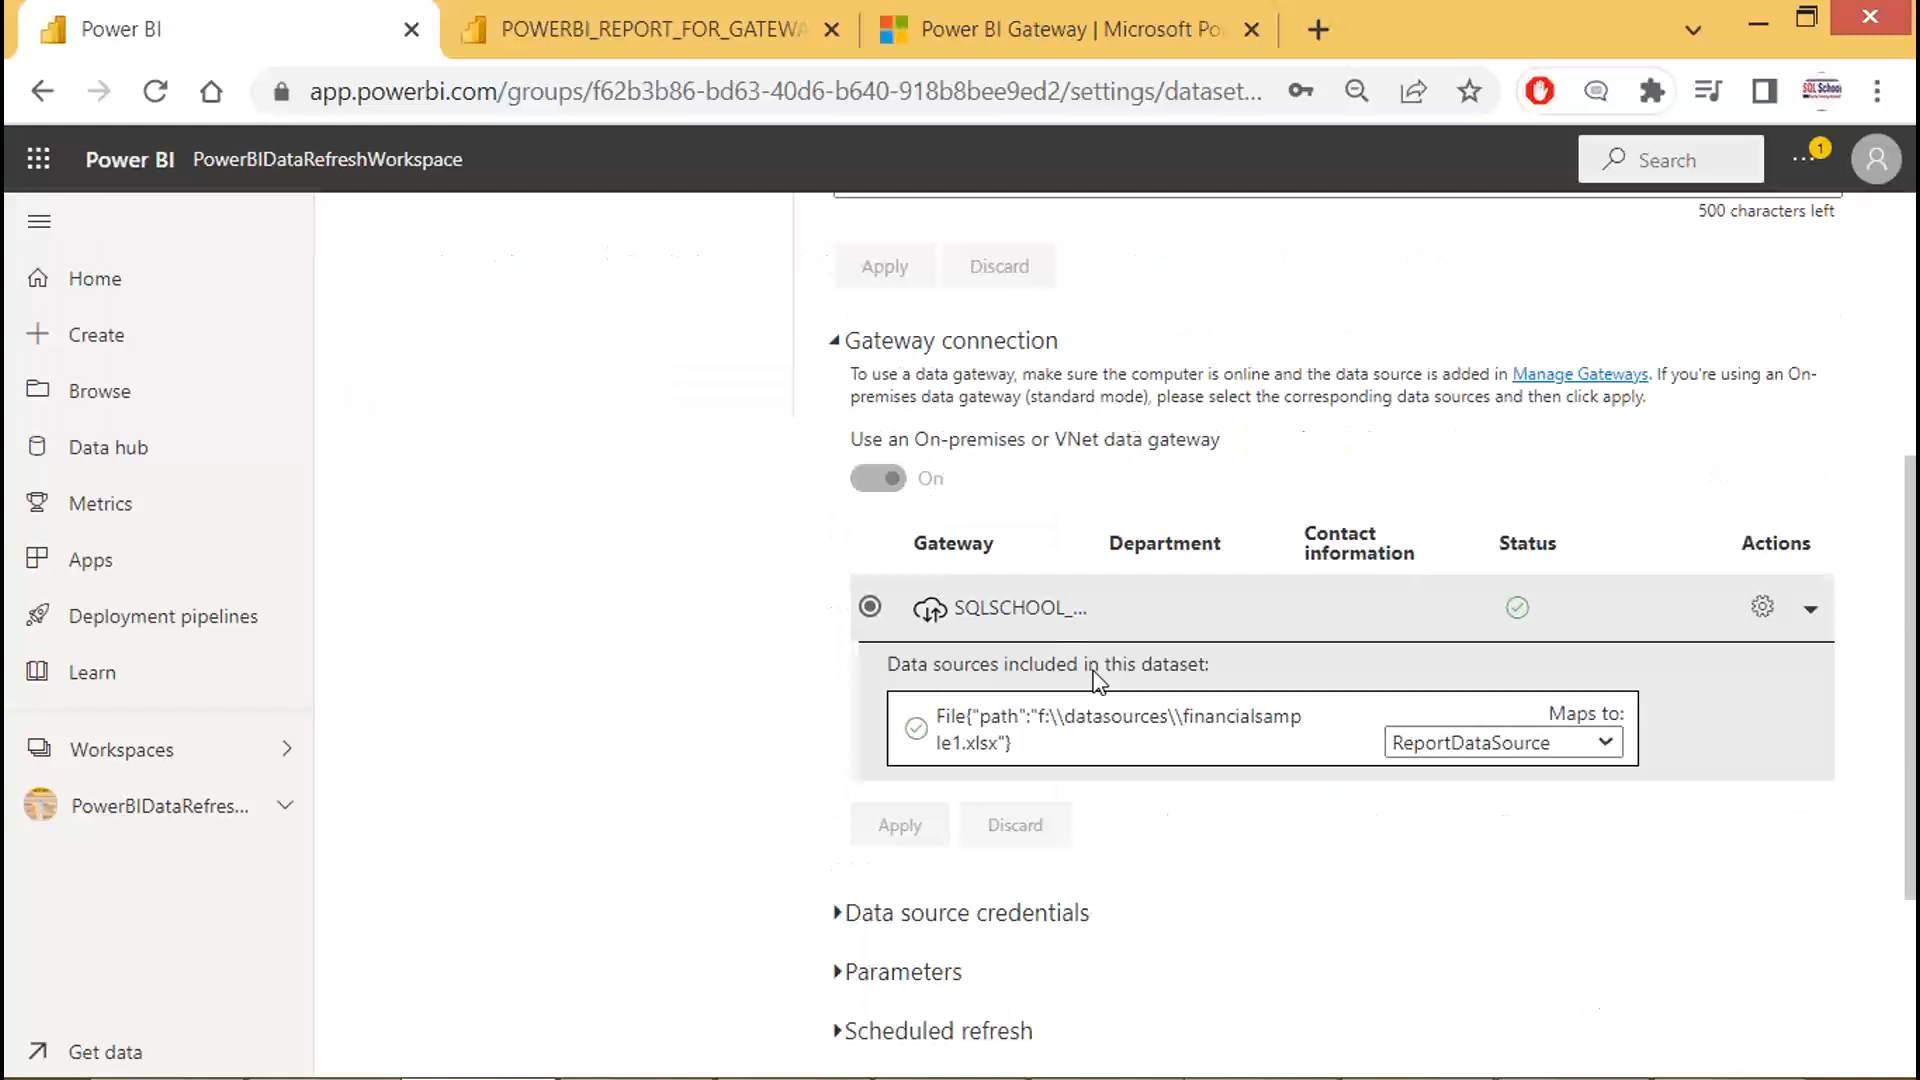 Power BI
POWERBI_REPORT_FOR_GATEWA
Power BI Gateway | Microsoft Po
app.powerbi.com/groups/f62b3b86-bd63-40d6-b640-918b8bee9ed2/settings/dataset...
SQL School
Power BI PowerBIDataRefreshWorkspace
Search
1
500 characters left
Apply Discard
Home
Create
Browse
Data hub
Metrics
Apps
Deployment pipelines
Learn
Workspaces
PowerBIDataRefres...
Get data
Gateway connection
To use a data gateway, make sure the computer is online and the data source is added in Manage Gateways. If you're using an On-
premises data gateway (standard mode), please select the corresponding data sources and then click apply.
Use an On-premises or VNet data gateway
On
Gateway Department Contact information Status Actions
SQLSCHOOL_...
Data sources included in this dataset:
File{"path":"f:\\datasources\\financialsamp
le1.xlsx"}
Maps to:
ReportDataSource
Apply Discard
Data source credentials
Parameters
Scheduled refresh